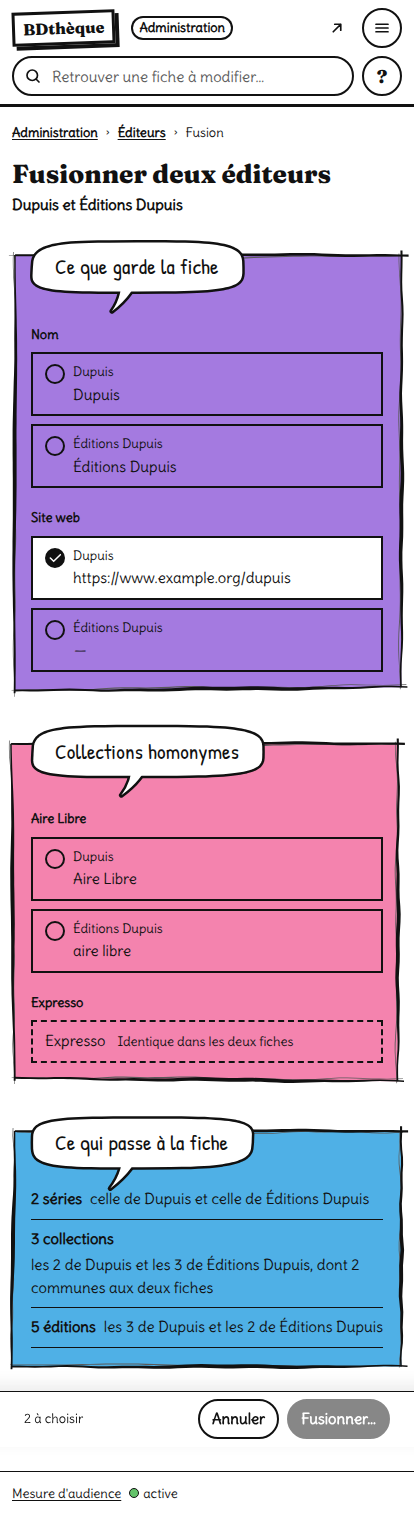 BDthèque
Administration
Retrouver une fiche à modifier...
?
Administration › Éditeurs › Fusion
Fusionner deux éditeurs
Dupuis et Éditions Dupuis
Ce que garde la fiche
Nom
Dupuis
Dupuis
Éditions Dupuis
Éditions Dupuis
Site web
Dupuis
https://www.example.org/dupuis
Éditions Dupuis
—
Collections homonymes
Aire Libre
Dupuis
Aire Libre
Éditions Dupuis
aire libre
Expresso
Expresso Identique dans les deux fiches
Ce qui passe à la fiche
2 séries celle de Dupuis et celle de Éditions Dupuis
3 collections
les 2 de Dupuis et les 3 de Éditions Dupuis, dont 2
communes aux deux fiches
5 éditions les 3 de Dupuis et les 2 de Éditions Dupuis
2 à choisir
Annuler
Fusionner...
Mesure d'audience active